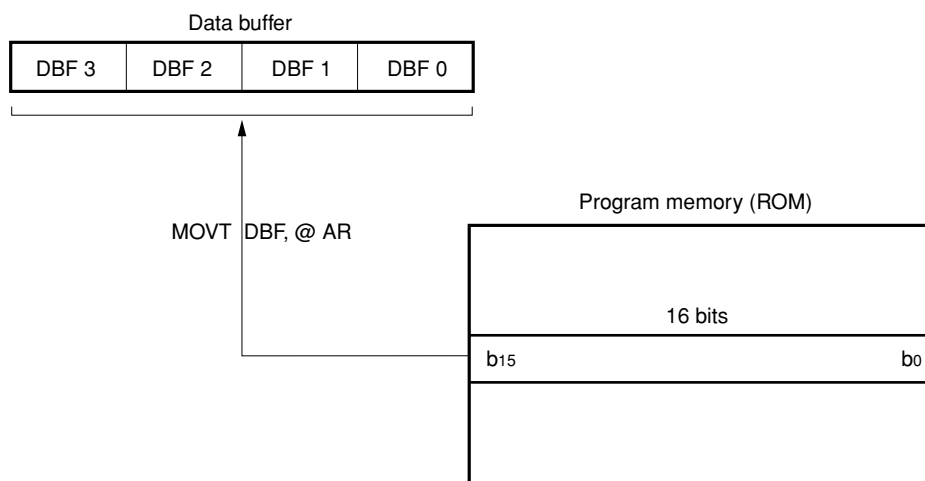 Data buffer
DBF 3 DBF 2 DBF 1 DBF 0
Program memory (ROM)
MOVT DBF, @ AR
16 bits
b15 b0